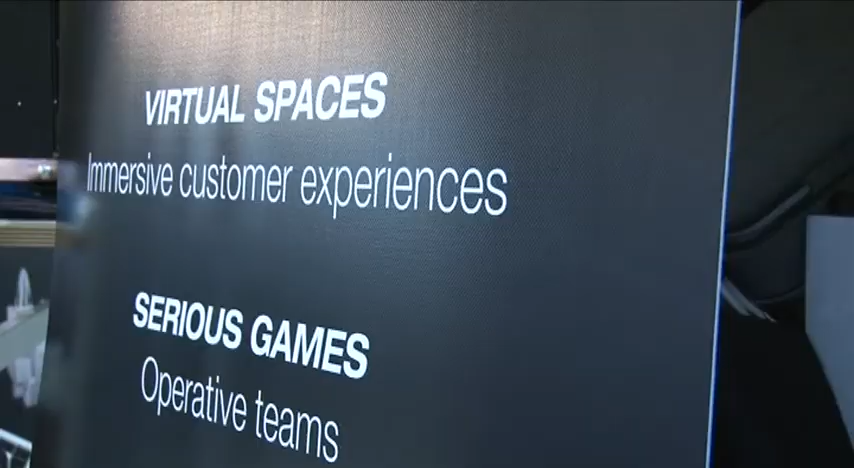 VIRTUAL SPACES
Immersive customer experiences
SERIOUS GAMES
Operative teams